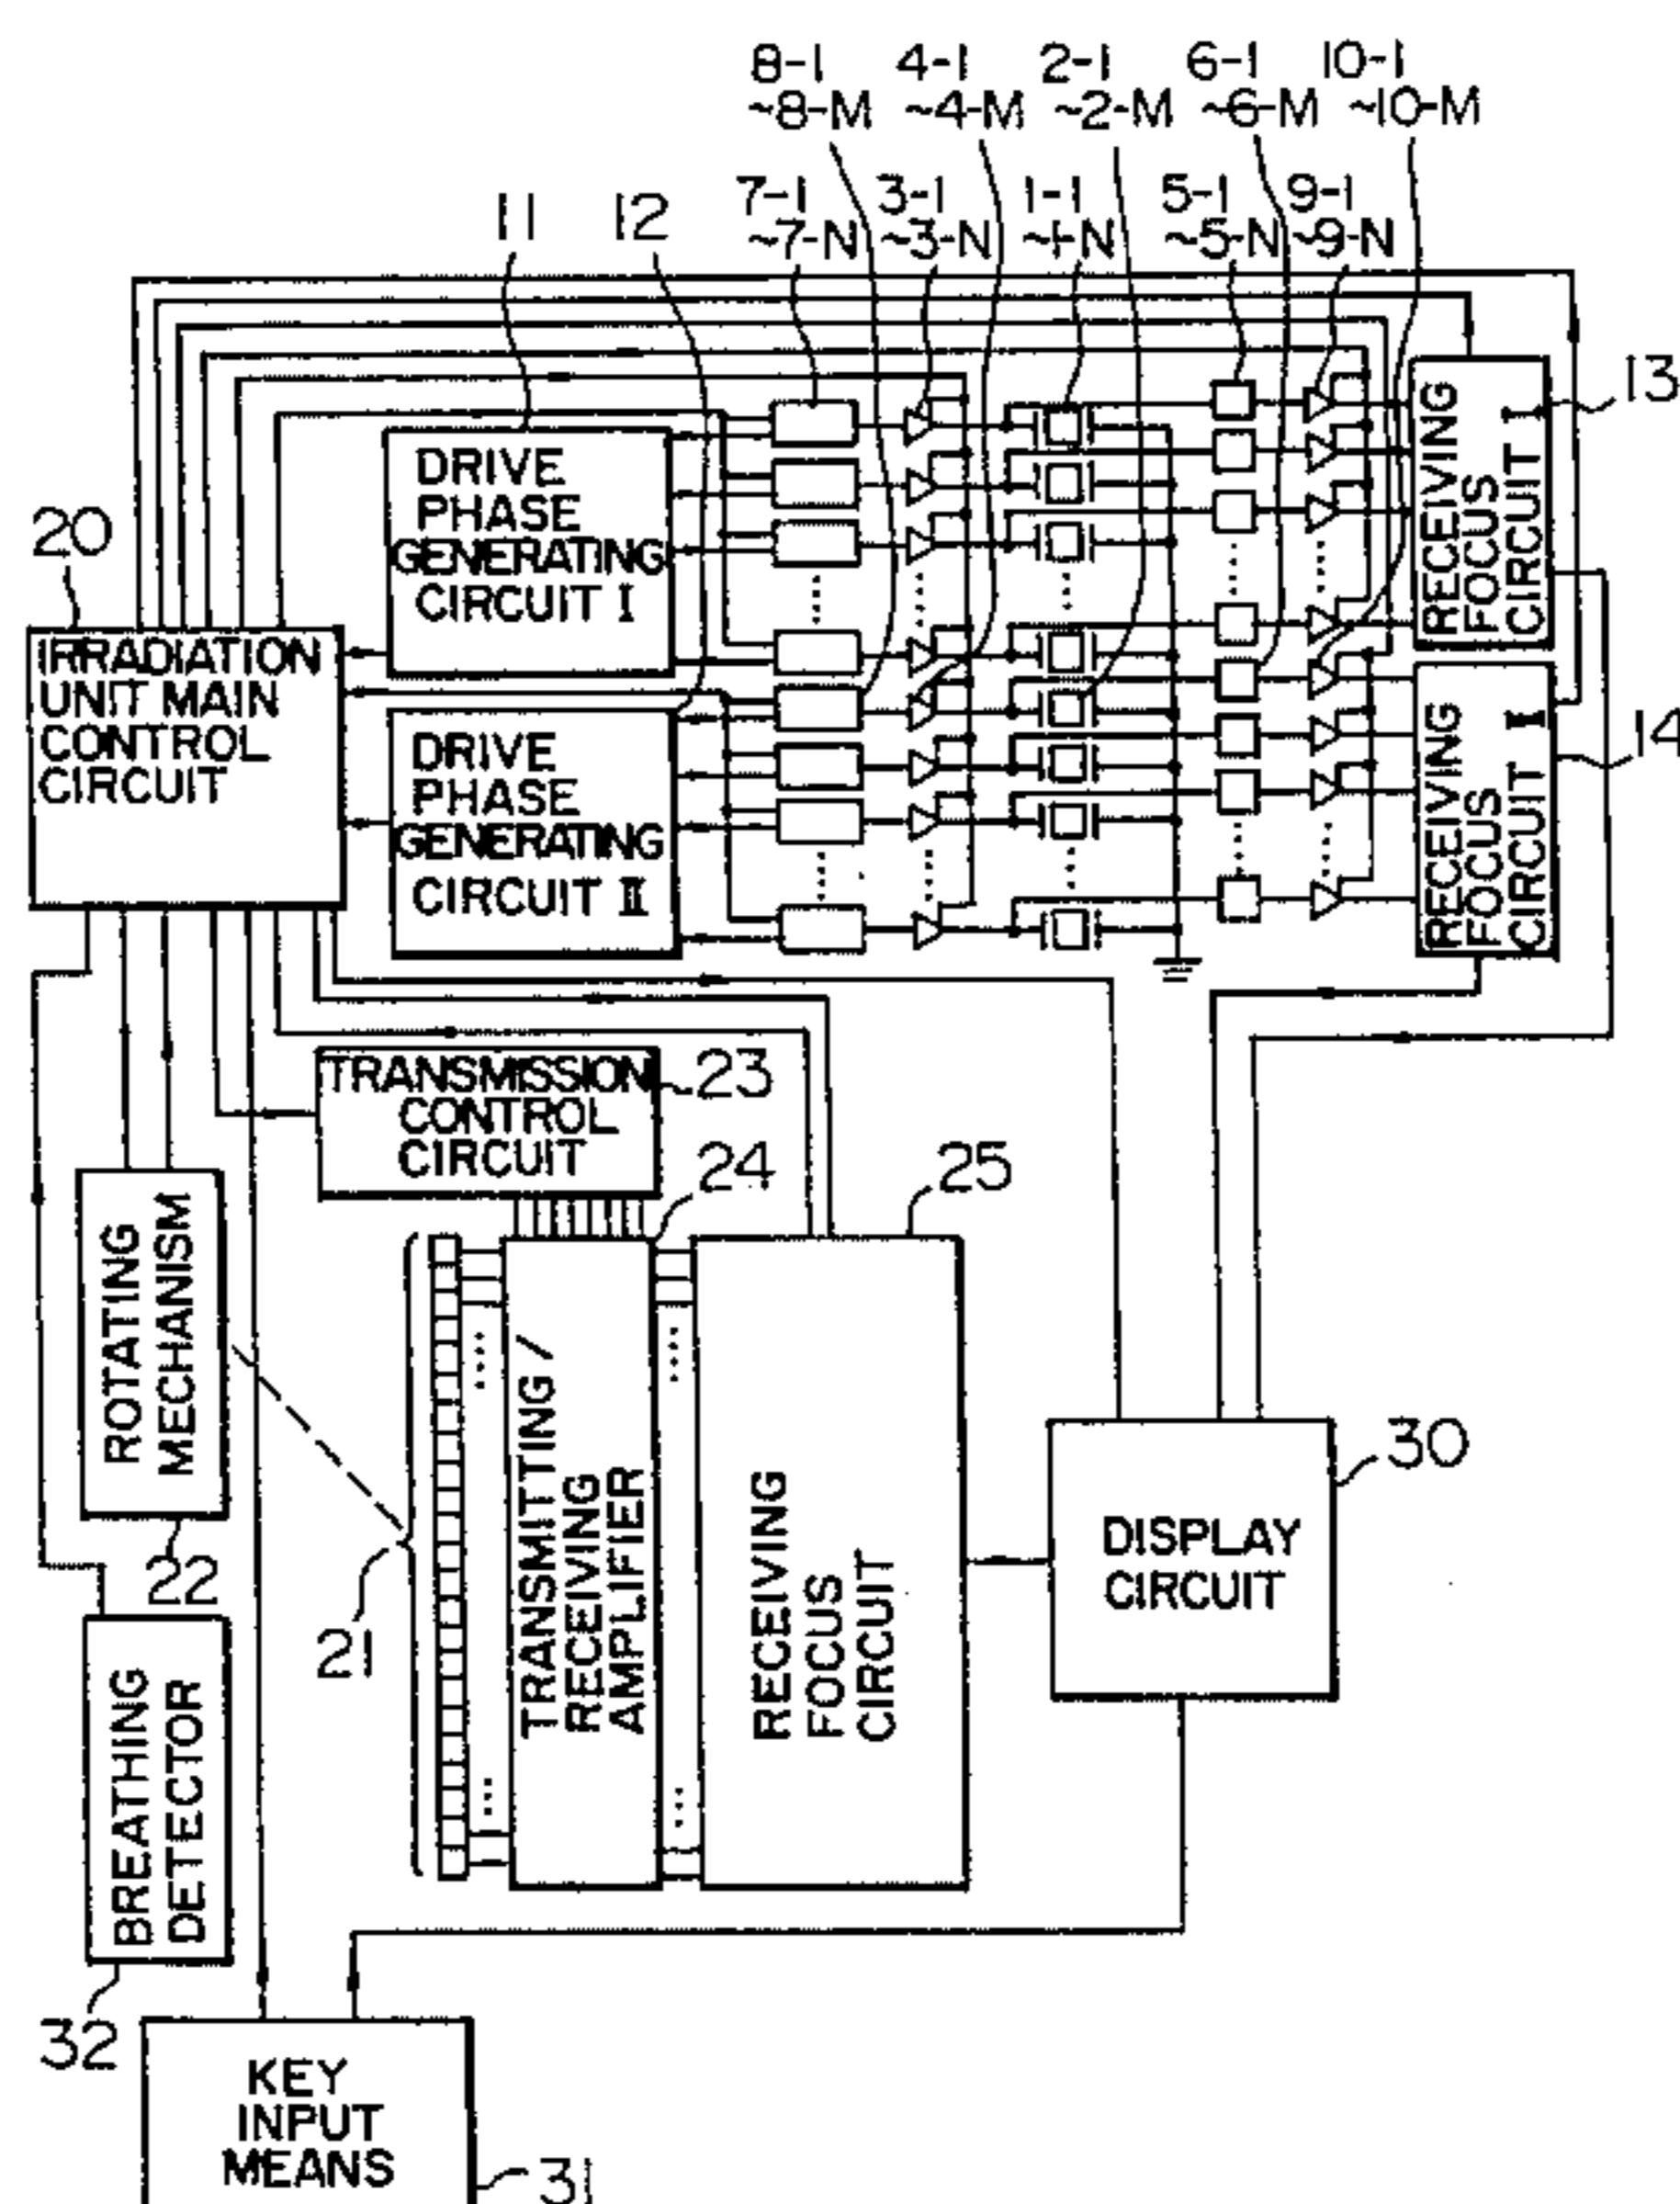 8-1 4-1 2-1 6-1 10-1
~8-M ~4-M ~2-M ~6-M ~10-M
7-1 3-1 1-1 5-1 9-1
~7-N ~3-N ~1-N ~5-N ~9-N
11 12
13
DRIVE
PHASE
GENERATING
CIRCUIT I
RECEIVING
FOCUS
CIRCUIT I
20
IRRADIATION
UNIT MAIN
CONTROL
CIRCUIT
DRIVE
PHASE
GENERATING
CIRCUIT II
RECEIVING
FOCUS
CIRCUIT II
14
TRANSMISSION
CONTROL
CIRCUIT
23
24
25
ROTATING
MECHANISM
22
21
TRANSMITTING /
RECEIVING
AMPLIFIER
RECEIVING
FOCUS
CIRCUIT
30
DISPLAY
CIRCUIT
BREATHING
DETECTOR
32
KEY
INPUT
MEANS
31